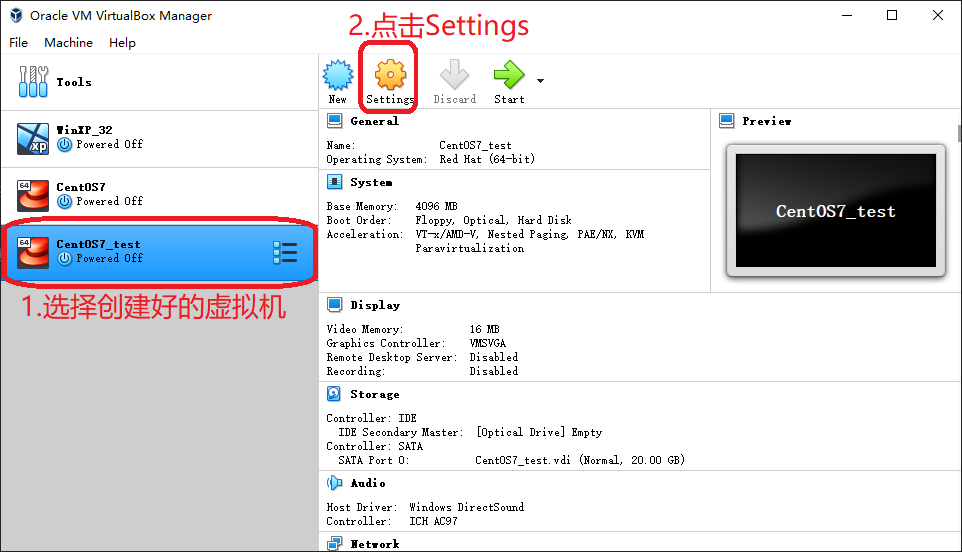 Oracle VM VirtualBox Manager
2.点击Settings
File Machine Help
Tools
New Settings Discard Start
WinXP_32
Powered Off
CentOS7
Powered Off
CentOS7_test
Powered Off
1.选择创建好的虚拟机
General
Name: CentOS7_test
Operating System: Red Hat (64-bit)
System
Base Memory: 4096 MB
Boot Order: Floppy, Optical, Hard Disk
Acceleration: VT-x/AMD-V, Nested Paging, PAE/NX, KVM
Paravirtualization
Preview
CentOS7_test
Display
Video Memory: 16 MB
Graphics Controller: VMSVGA
Remote Desktop Server: Disabled
Recording: Disabled
Storage
Controller: IDE
IDE Secondary Master: [Optical Drive] Empty
Controller: SATA
SATA Port 0: CentOS7_test.vdi (Normal, 20.00 GB)
Audio
Host Driver: Windows DirectSound
Controller: ICH AC97
Network